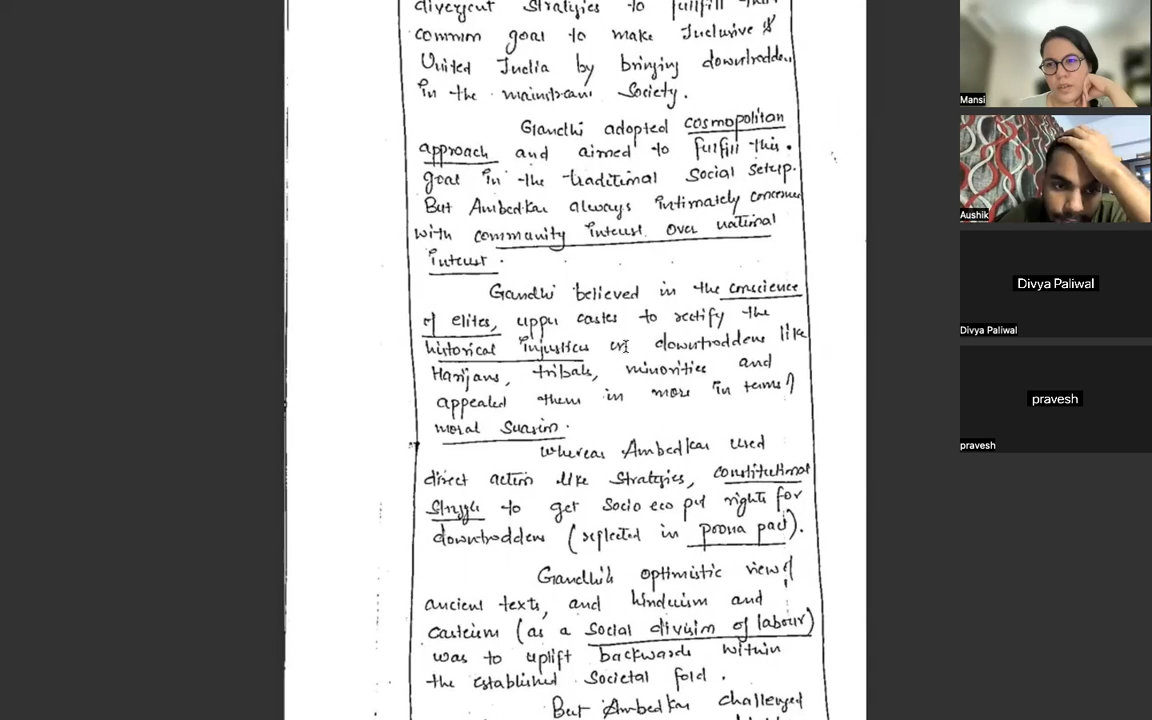 divergent strategies to fulfill this
common goal to make Inclusive &
United India by bringing downtrodden
in the mainstream Society.
Gandhi adopted cosmopolitan
approach and aimed to fulfill this.
goal in the traditional Social setup.
But Ambedkar always intimately concerned
with community interest over national
interest.
Gandhi believed in the conscience
of elites, upper castes to rectify the
historical injustices on downtroddens like
Harijans, tribals, minorities and
appealed them in more in terms of
moral suasion.
Whereas Ambedkar used
direct action like strategies, constitutional
struggle to get socio eco pol rights for
downtroddens (reflected in poona pact).
Gandhi's optimistic view of
ancient texts, and hinduism and
casteism (as a social division of labour)
was to uplift backwards within
the established societal fold.
But Ambedkar challenged
Mansi
Aushik
Divya Paliwal
Divya Paliwal
pravesh
pravesh